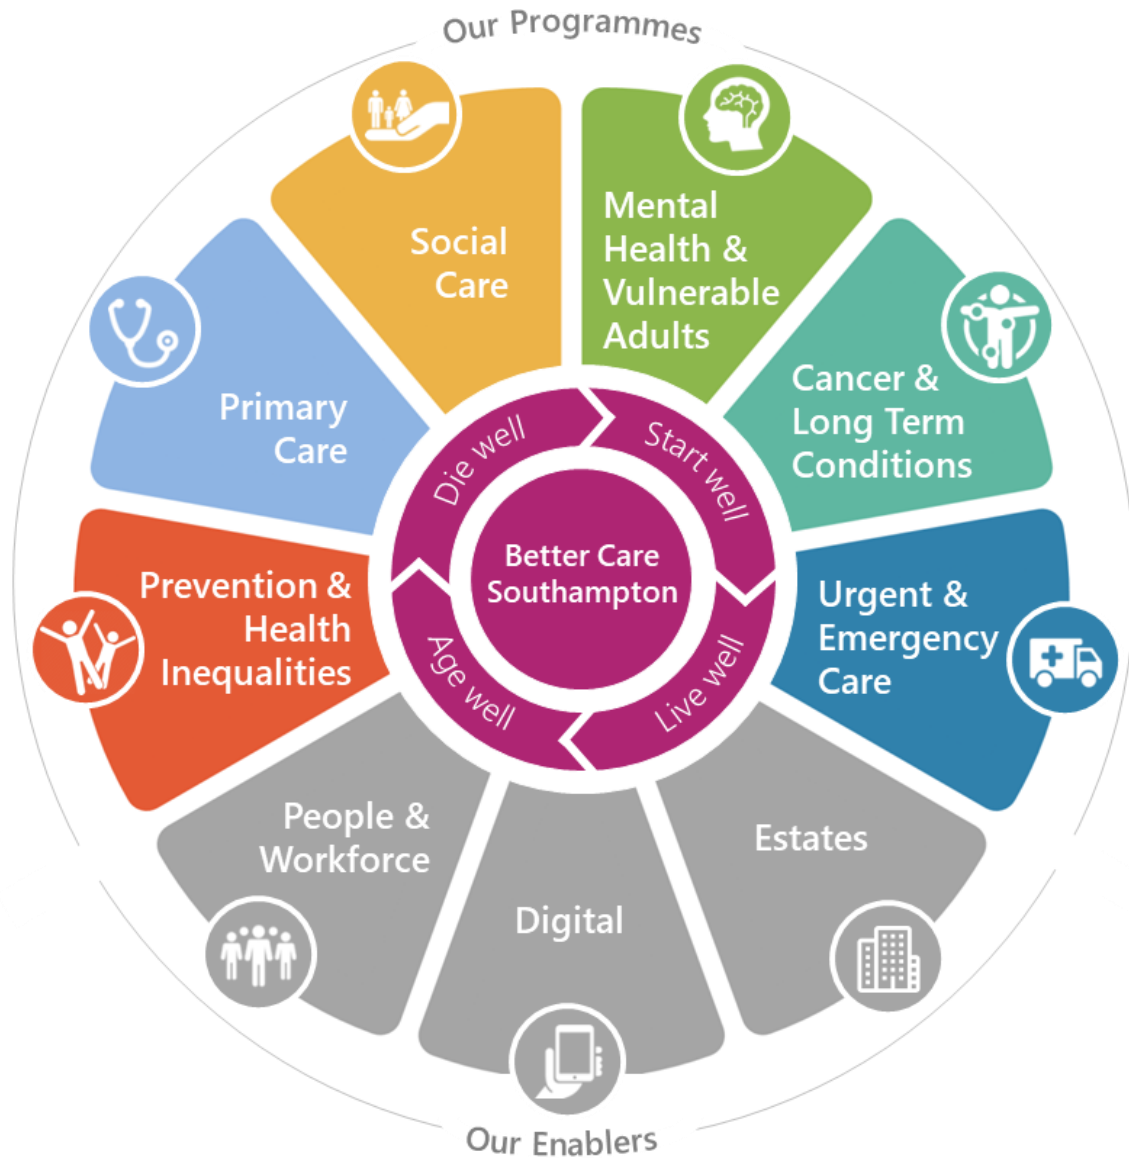 Our Programmes
Social
Care
Mental
Health &
Vulnerable
Adults
Cancer &
Long Term
Conditions
Urgent &
Emergency
Care
Estates
Digital
People &
Workforce
Prevention &
Health
Inequalities
Primary
Care
Start well
Live well
Age well
Die well
Better Care
Southampton
Our Enablers